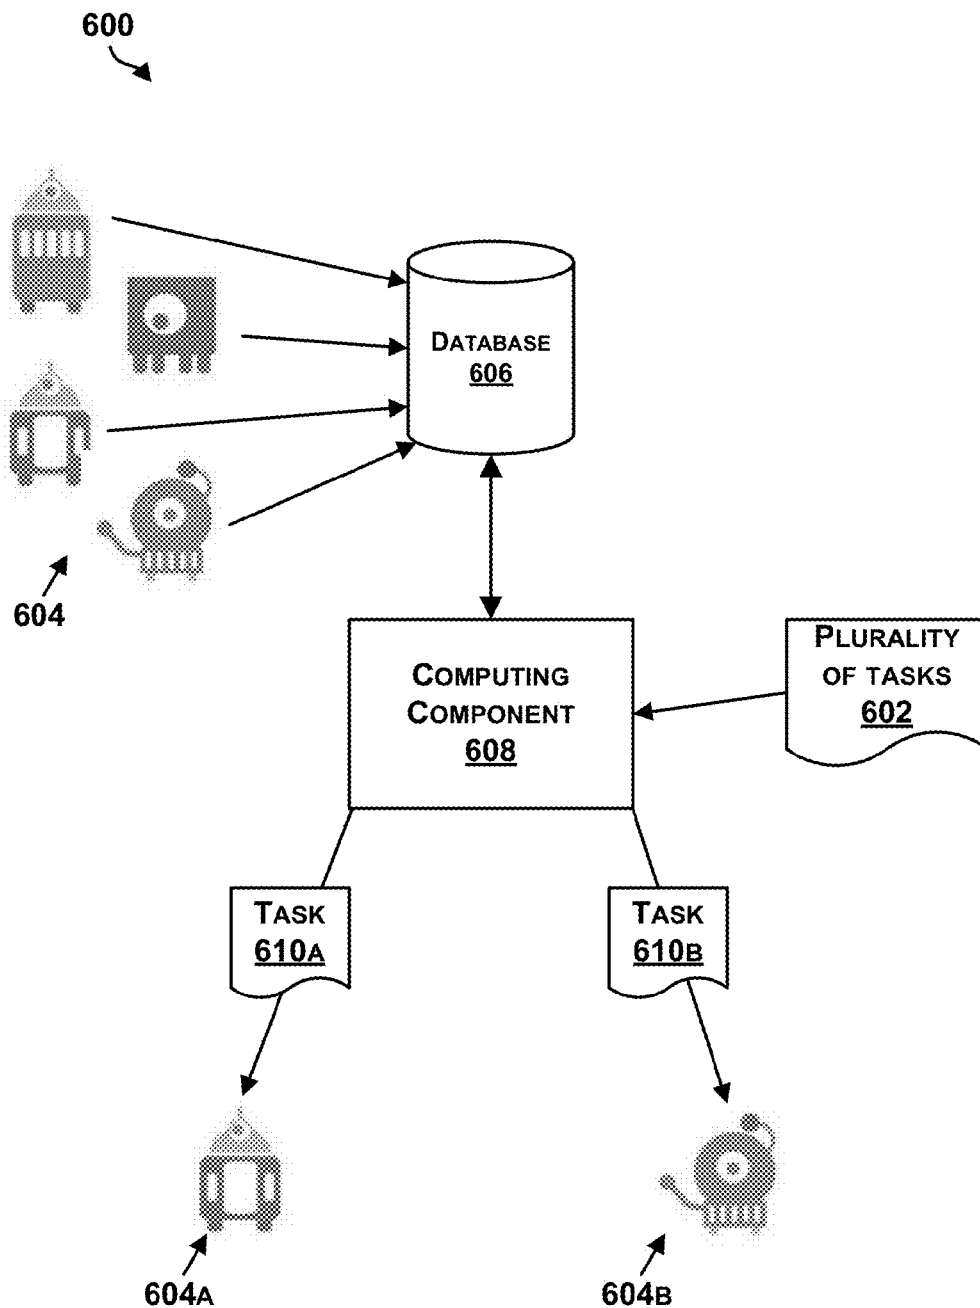 600
DATABASE
606
604
COMPUTING
COMPONENT
608
PLURALITY
OF TASKS
602
TASK
610A
TASK
610B
604A
604B